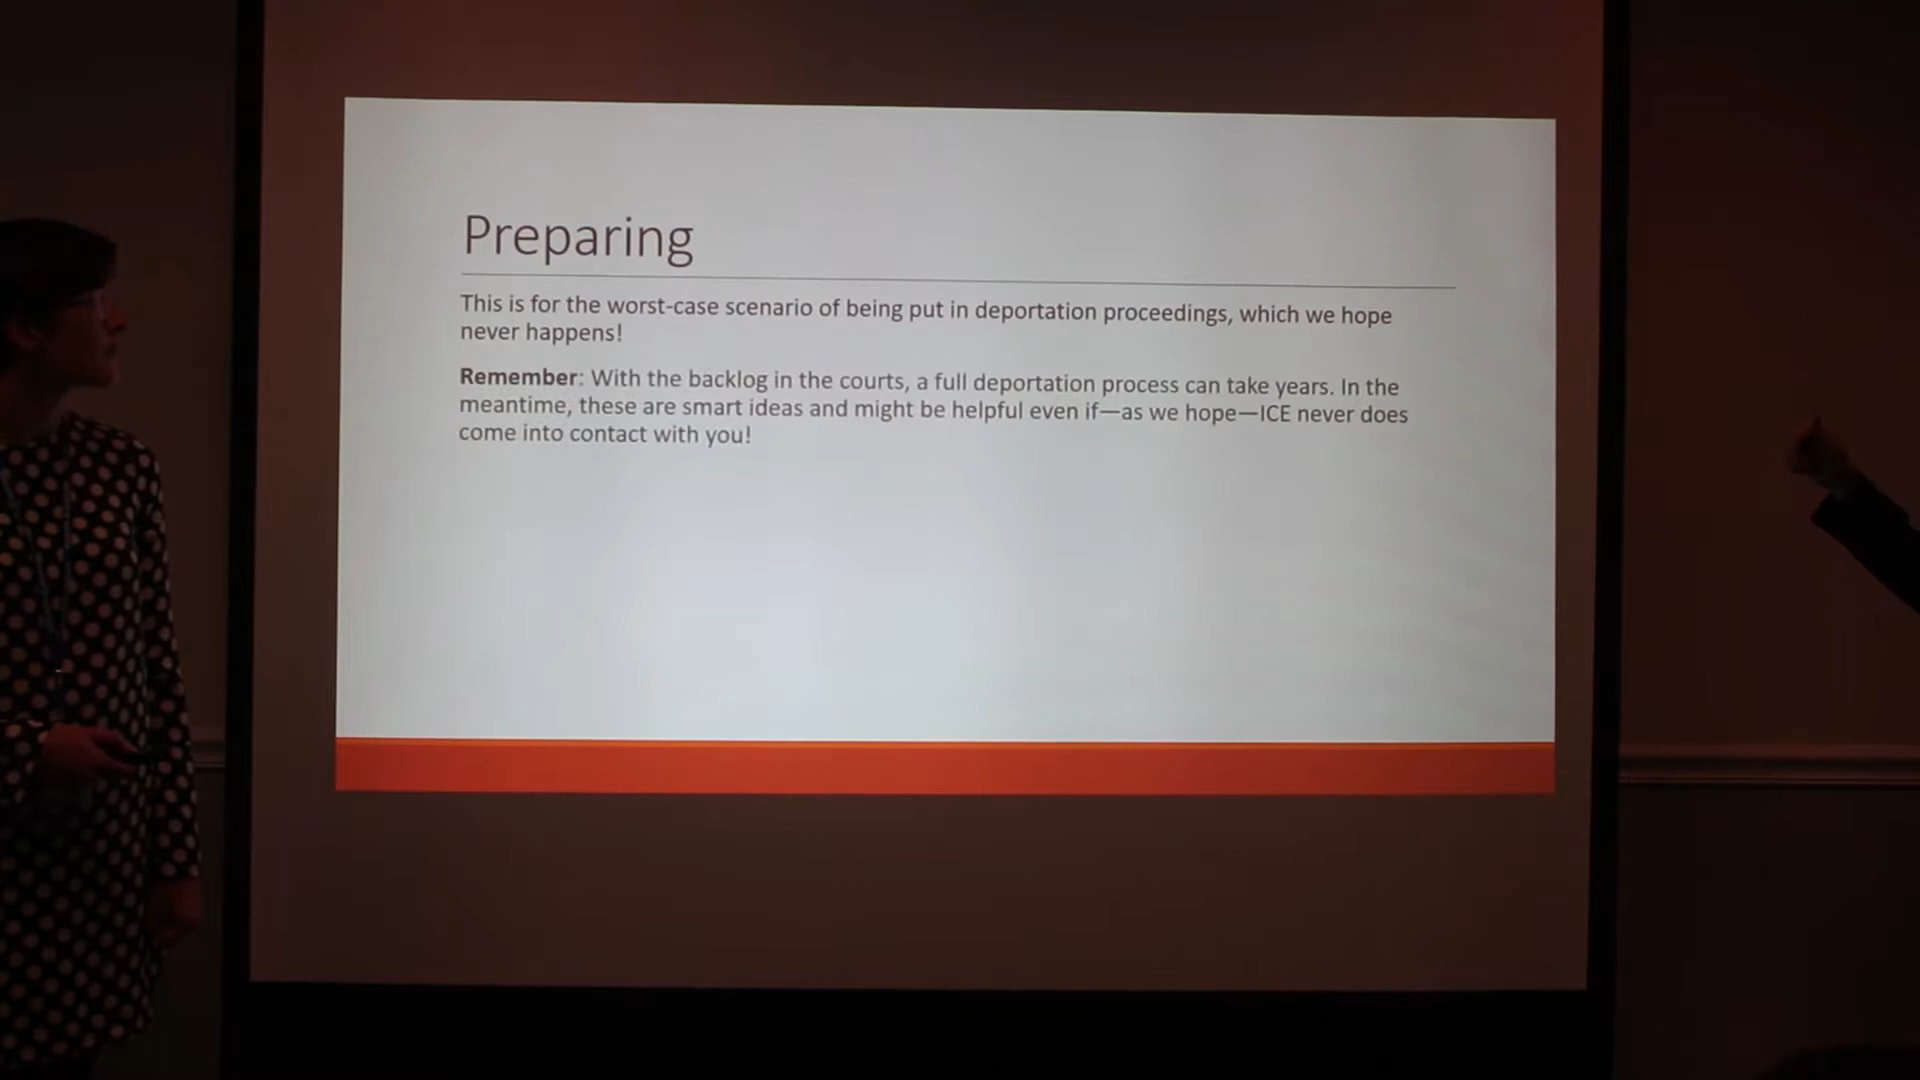 Preparing
This is for the worst-case scenario of being put in deportation proceedings, which we hope
never happens!
Remember: With the backlog in the courts, a full deportation process can take years. In the
meantime, these are smart ideas and might be helpful even if—as we hope—ICE never does
come into contact with you!